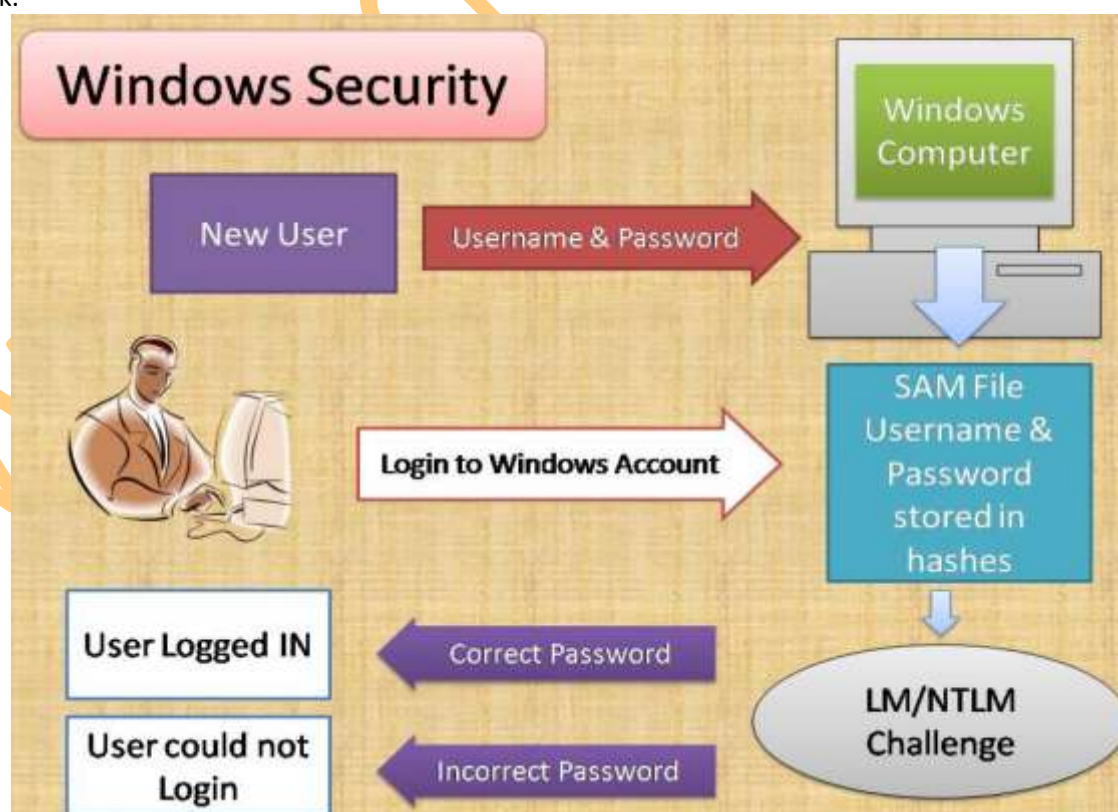 k.
Windows Security
Windows
Computer
New User
Username & Password
SAM File
Username &
Password
stored in
hashes
Login to Windows Account
User Logged IN
Correct Password
LM/NTLM
Challenge
User could not
Login
Incorrect Password